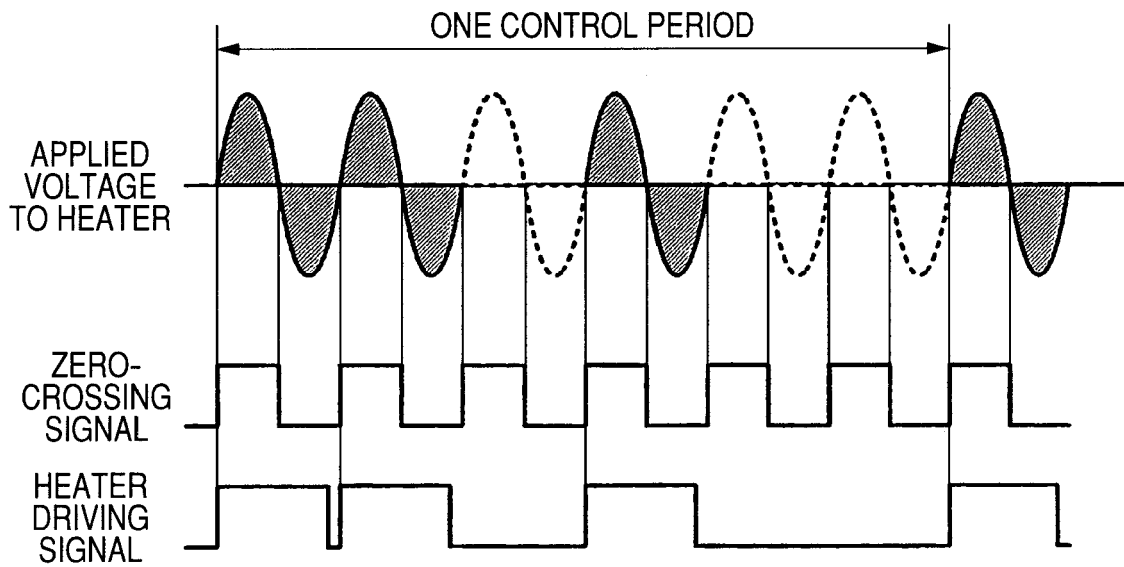 ONE CONTROL PERIOD
APPLIED
VOLTAGE
TO HEATER
ZERO-
CROSSING
SIGNAL
HEATER
DRIVING
SIGNAL